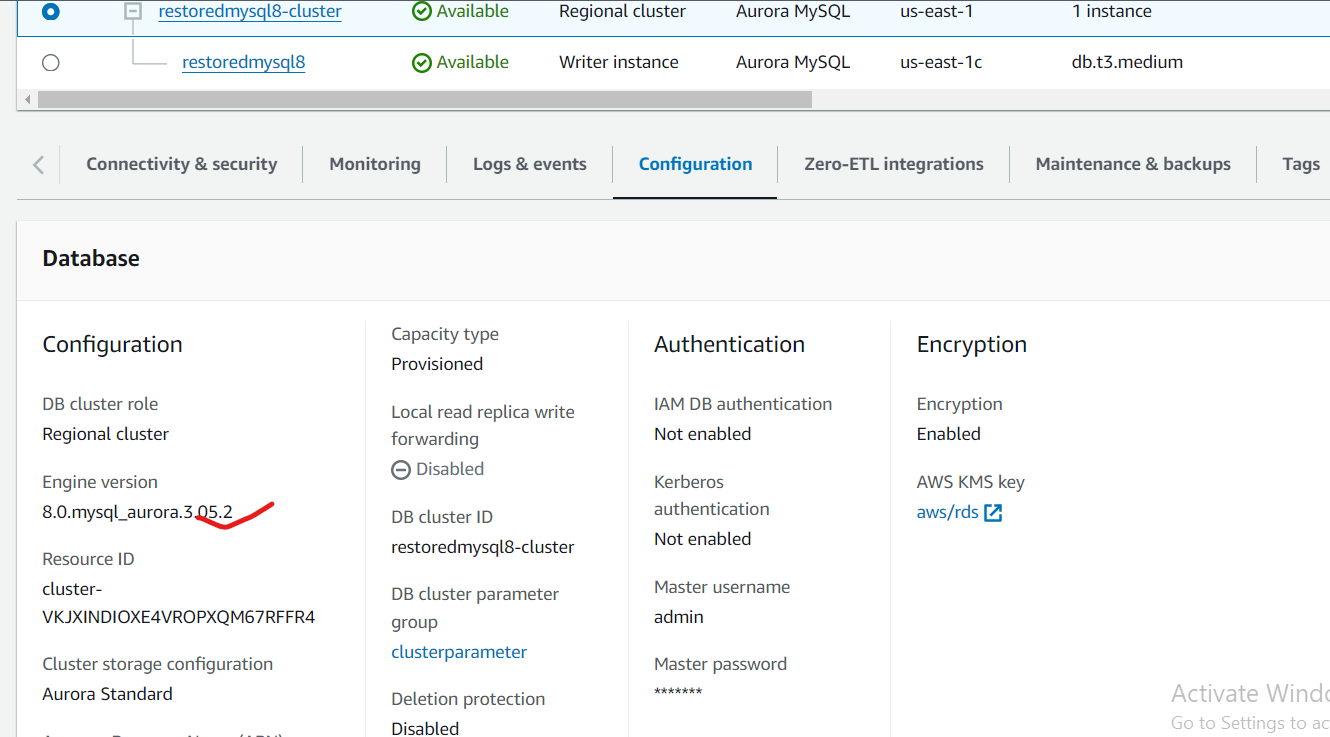 restoredmysql8-cluster Available Regional cluster Aurora MySQL us-east-1 1 instance
restoredmysql8 Available Writer instance Aurora MySQL us-east-1c db.t3.medium
Connectivity & security Monitoring Logs & events Configuration Zero-ETL integrations Maintenance & backups Tags
Database
Configuration
DB cluster role
Regional cluster
Engine version
8.0.mysql_aurora.3.05.2
Resource ID
cluster-
VKJXINDIOXE4VROPXQM67RFFR4
Cluster storage configuration
Aurora Standard
Capacity type
Provisioned
Local read replica write
forwarding
Disabled
DB cluster ID
restoredmysql8-cluster
DB cluster parameter
group
clusterparameter
Deletion protection
Disabled
Authentication
IAM DB authentication
Not enabled
Kerberos
authentication
Not enabled
Master username
admin
Master password
*******
Encryption
Encryption
Enabled
AWS KMS key
aws/rds
Activate Windo
Go to Settings to ac